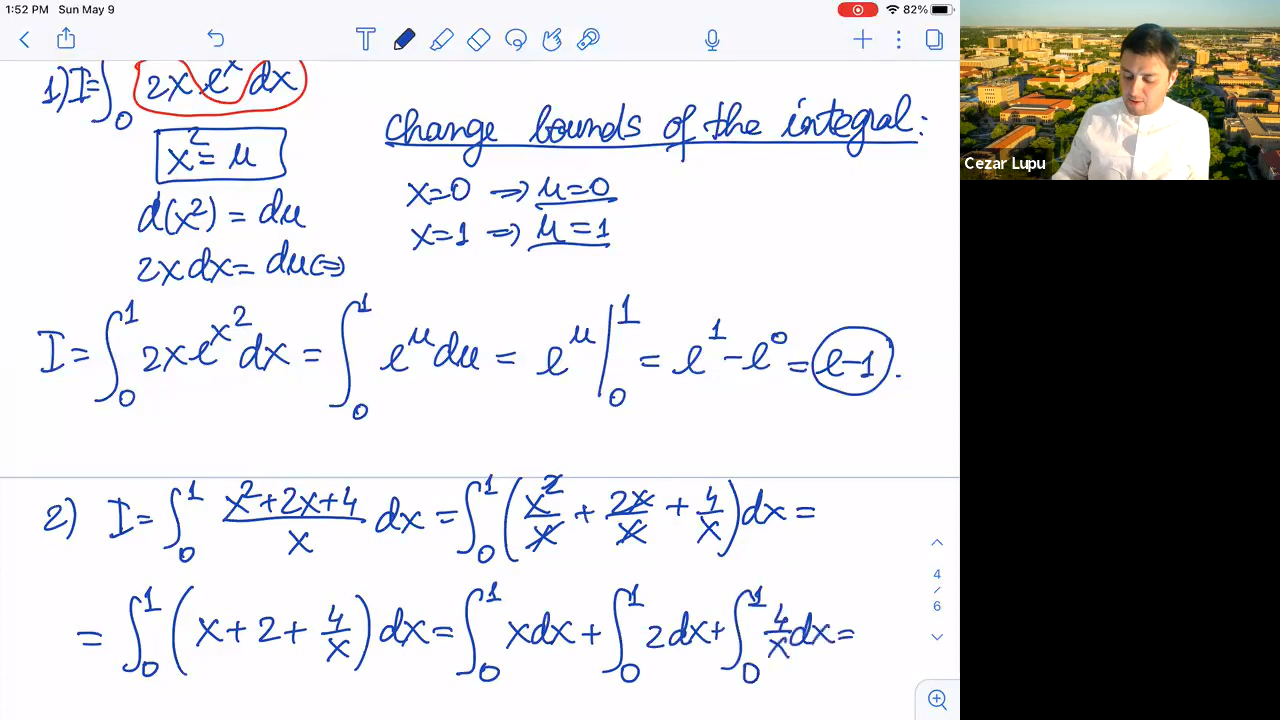 1:52 PM Sun May 9
82%
T
1) I = ∫₀ 2x eˣ dx
x² = u
d(x²) = du
2x dx = du ⇔
change bounds of the integral:
x=0 ⇒ u=0
x=1 ⇒ u=1
I = ∫₀¹ 2x e^(x²) dx = ∫₀¹ e^u du = e^u |₀¹ = e¹ – e⁰ = e–1.
2) I = ∫₀¹ (x²+2x+4)/x dx = ∫₀¹ (x²/x + 2x/x + 4/x) dx =
= ∫₀¹ (x + 2 + 4/x) dx = ∫₀¹ x dx + ∫₀¹ 2 dx + ∫₀¹ 4/x dx =
4
/
6
Cezar Lupu